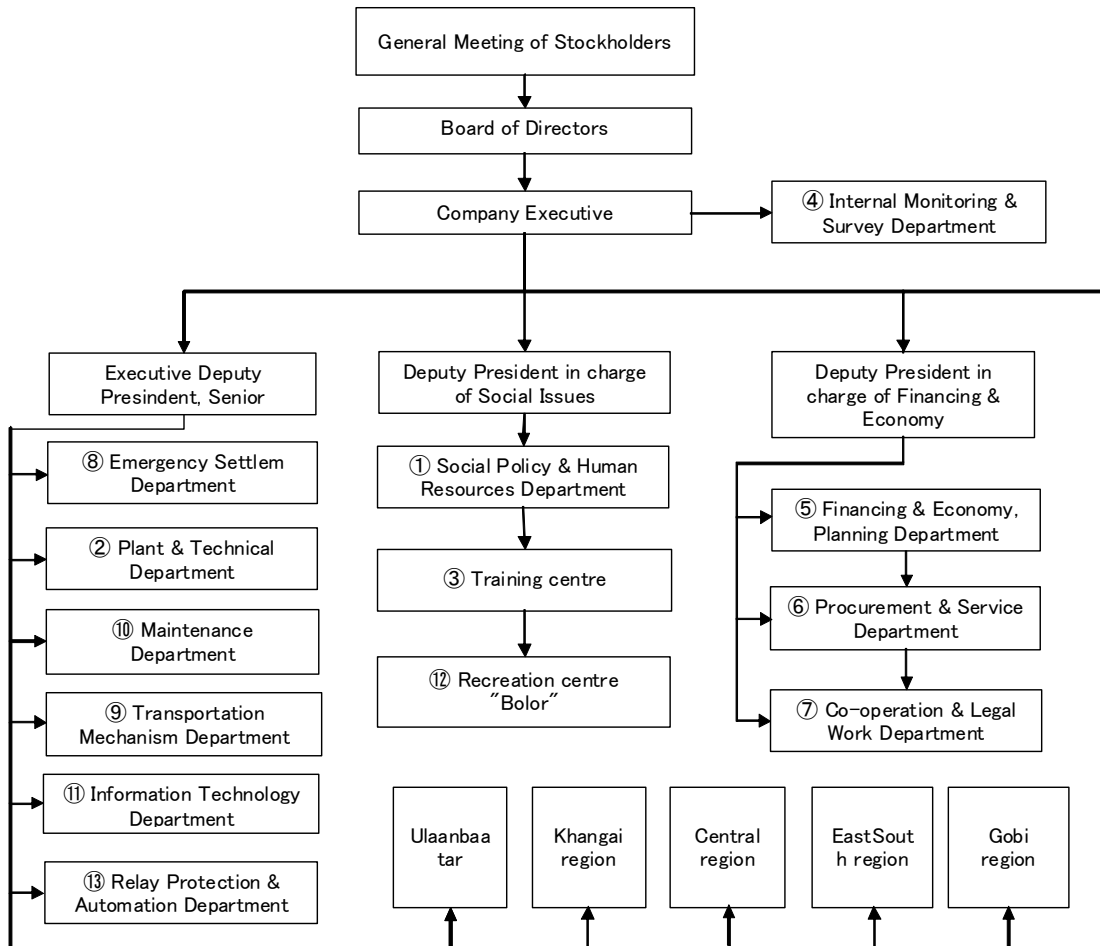 General Meeting of Stockholders
Board of Directors
Company Executive
④ Internal Monitoring &
Survey Department
Executive Deputy
Presindent, Senior
Deputy President in charge
of Social Issues
Deputy President in
charge of Financing &
Economy
⑧ Emergency Settlem
Department
② Plant & Technical
Department
⑩ Maintenance
Department
⑨ Transportation
Mechanism Department
⑪ Information Technology
Department
⑬ Relay Protection &
Automation Department
① Social Policy & Human
Resources Department
③ Training centre
⑫ Recreation centre
"Bolor"
⑤ Financing & Economy,
Planning Department
⑥ Procurement & Service
Department
⑦ Co-operation & Legal
Work Department
Ulaanbaa
tar
Khangai
region
Central
region
EastSout
h region
Gobi
region